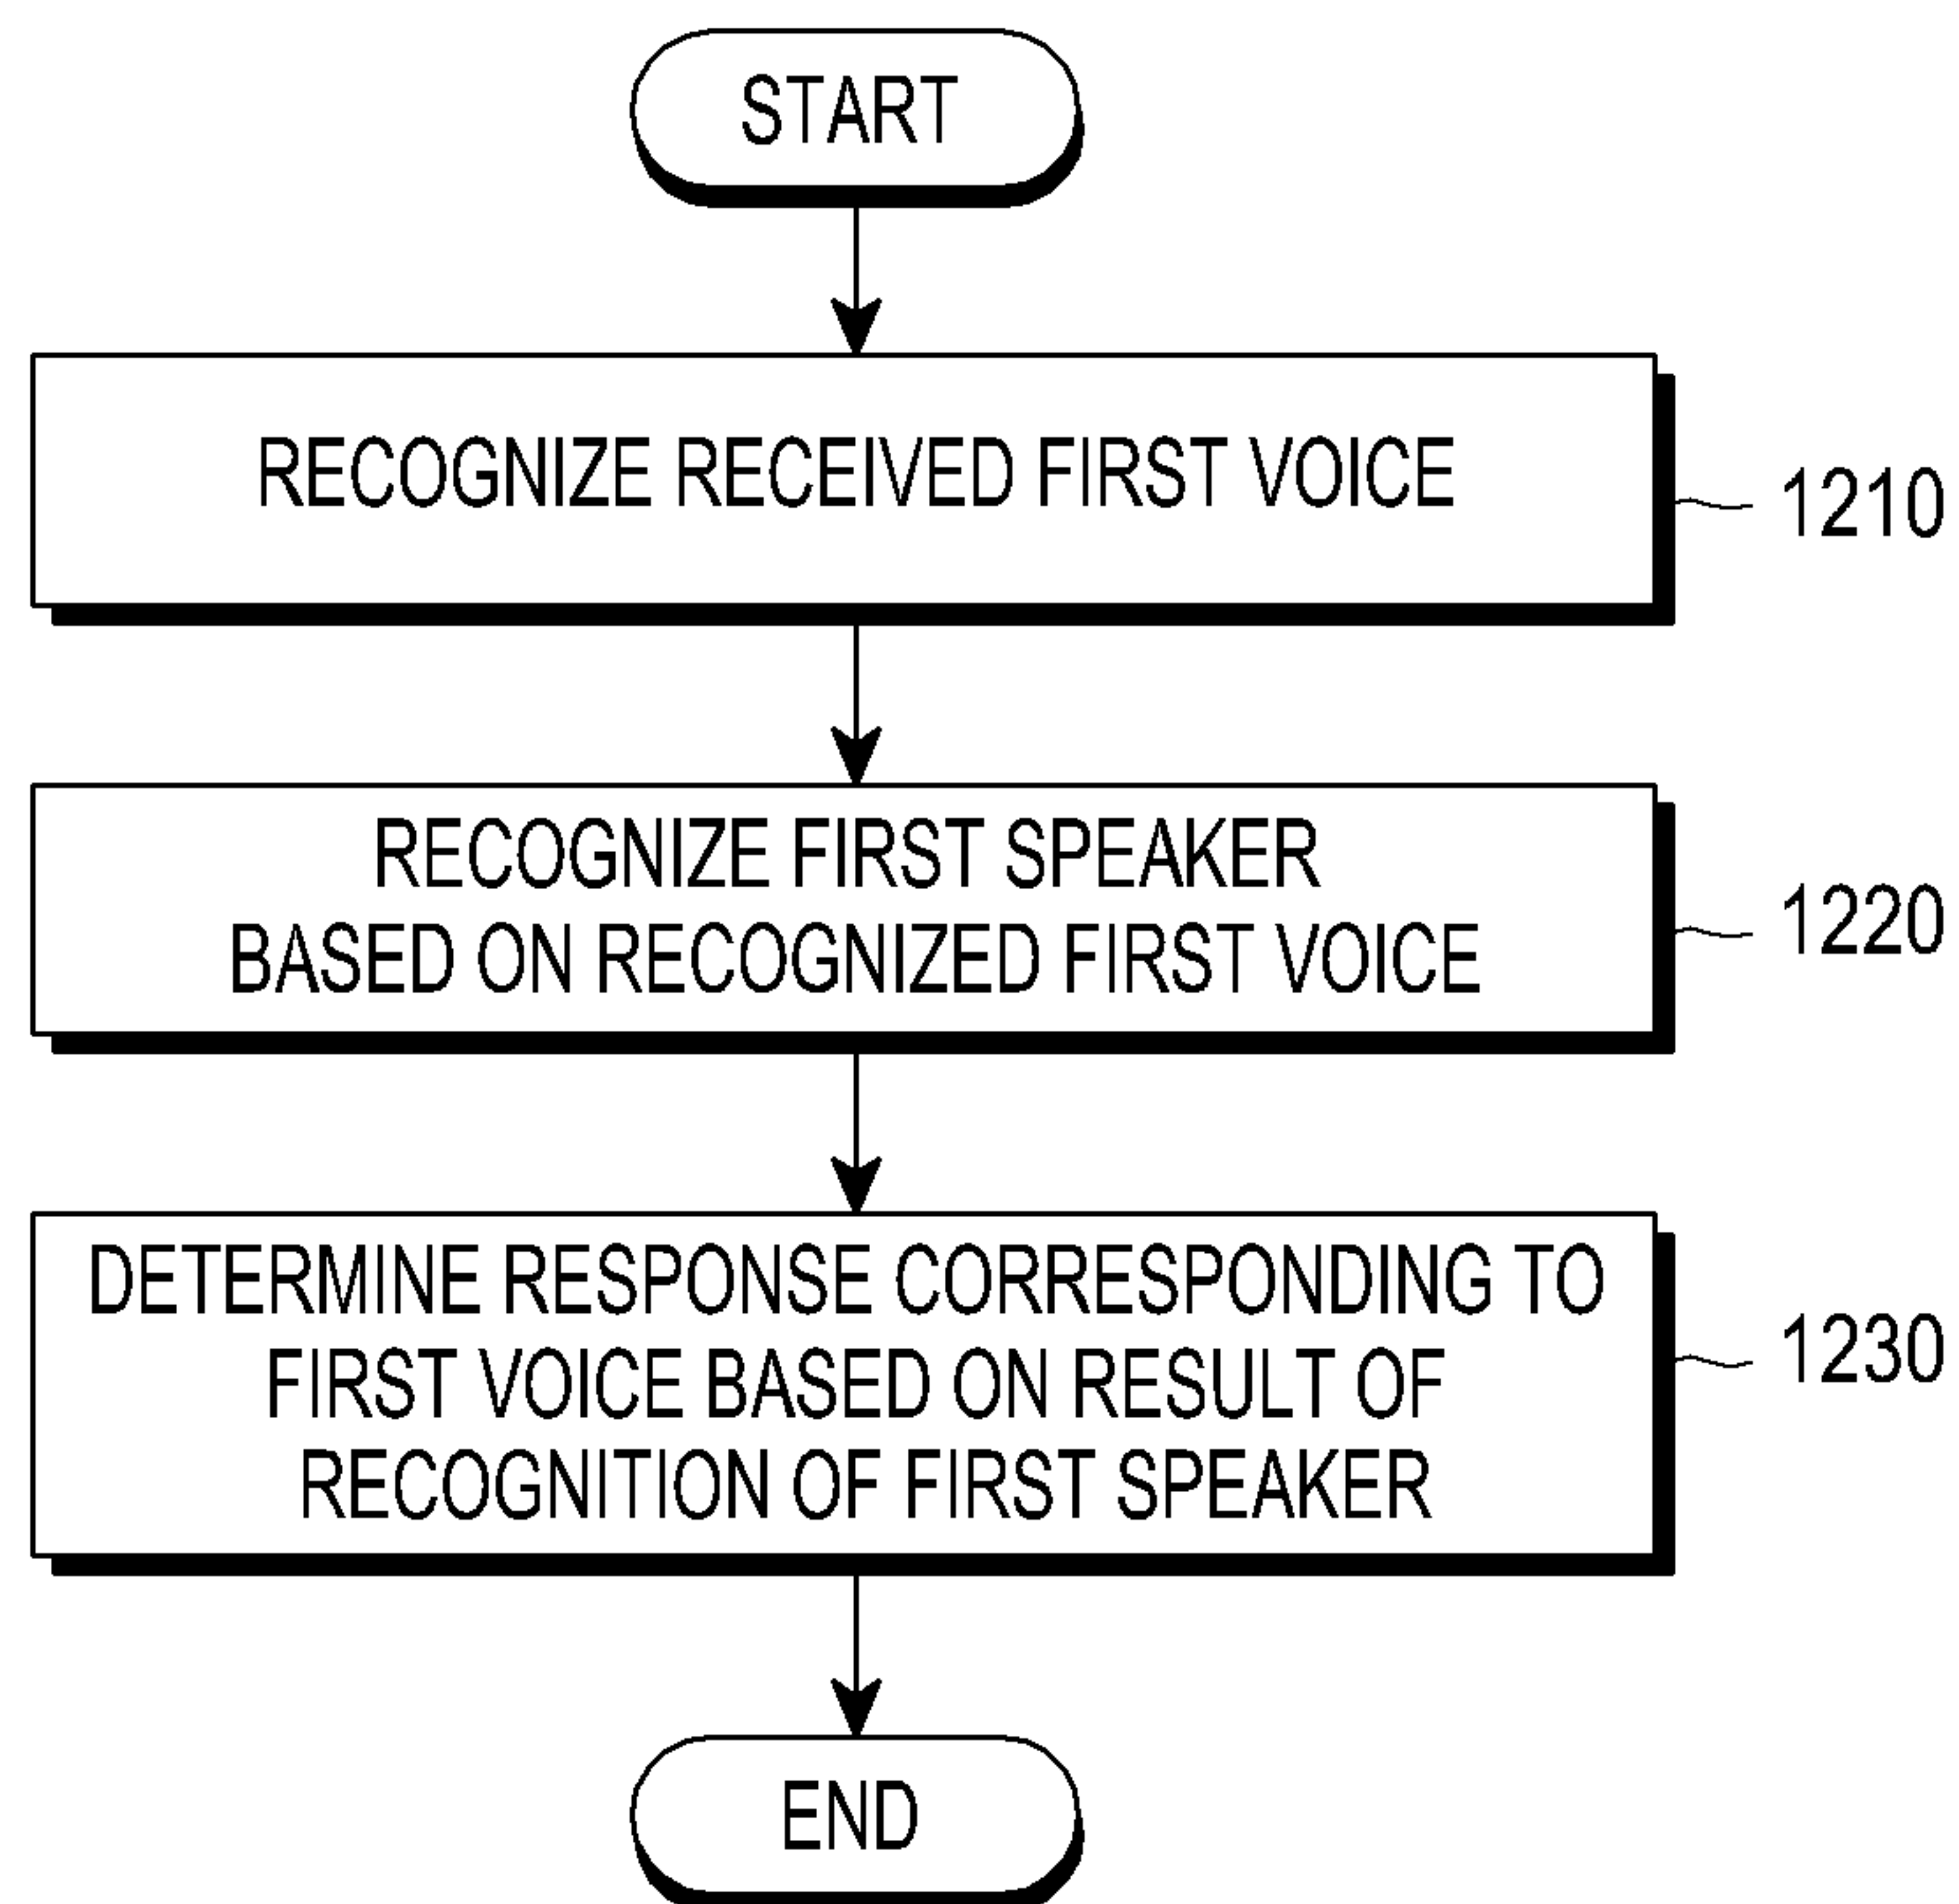 START
RECOGNIZE RECEIVED FIRST VOICE
1210
RECOGNIZE FIRST SPEAKER
BASED ON RECOGNIZED FIRST VOICE
1220
DETERMINE RESPONSE CORRESPONDING TO
FIRST VOICE BASED ON RESULT OF
RECOGNITION OF FIRST SPEAKER
1230
END